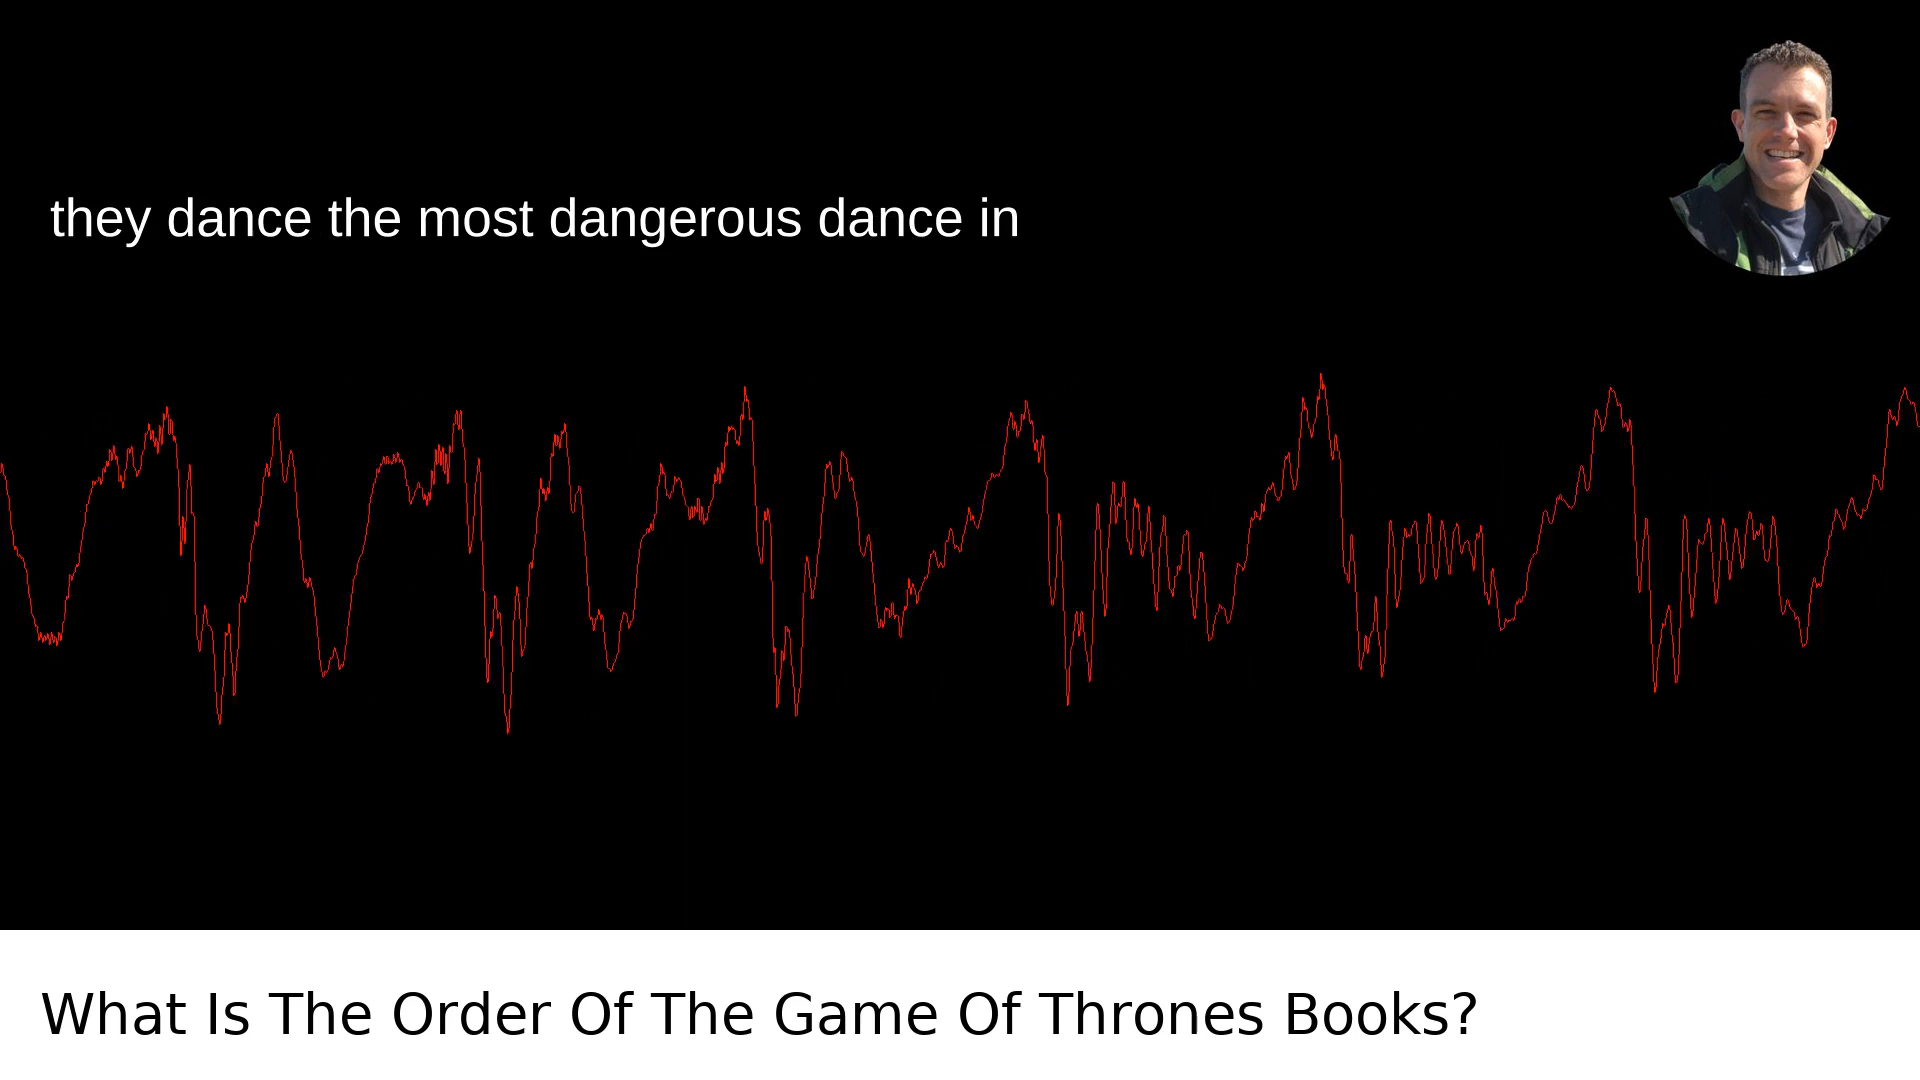 they dance the most dangerous dance in
What Is The Order Of The Game Of Thrones Books?